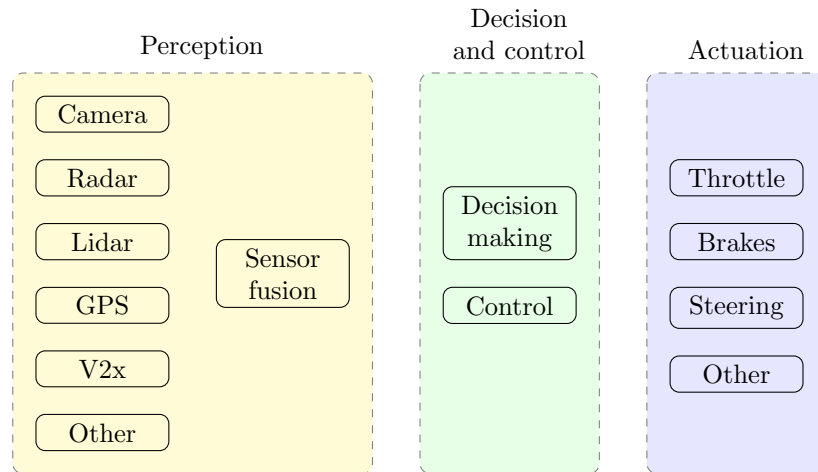 Perception
Camera
Radar
Lidar
GPS
V2x
Other
Sensor
fusion
Decision
and control
Decision
making
Control
Actuation
Throttle
Brakes
Steering
Other